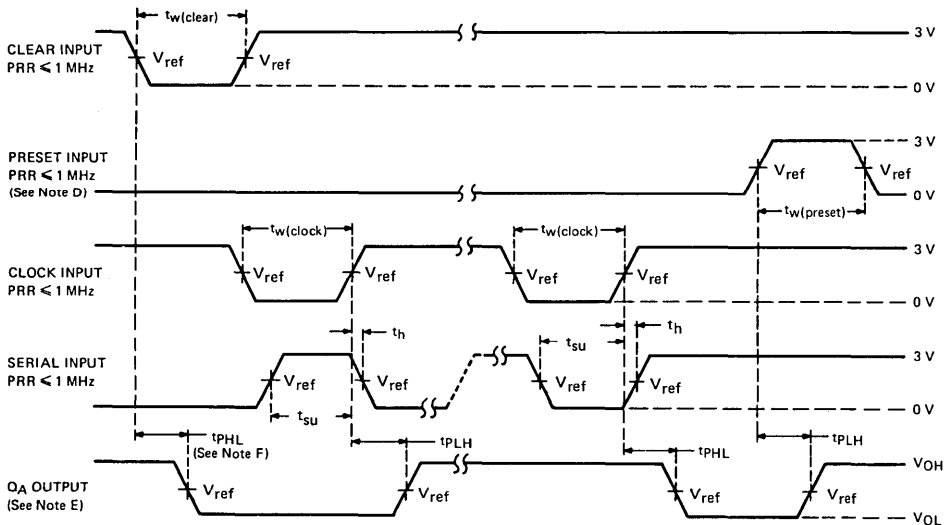 tw(clear)
CLEAR INPUT
PRR ⩽ 1 MHz
Vref
Vref
3 V
0 V
PRESET INPUT
PRR ⩽ 1 MHz
(See Note D)
Vref
Vref
3 V
0 V
tw(preset)
tw(clock)
tw(clock)
CLOCK INPUT
PRR ⩽ 1 MHz
Vref
Vref
Vref
Vref
3 V
0 V
th
tsu
th
SERIAL INPUT
PRR ⩽ 1 MHz
Vref
Vref
Vref
Vref
3 V
0 V
tsu
tPHL
(See Note F)
tPLH
tPHL
tPLH
QA OUTPUT
(See Note E)
Vref
Vref
Vref
Vref
VOH
VOL